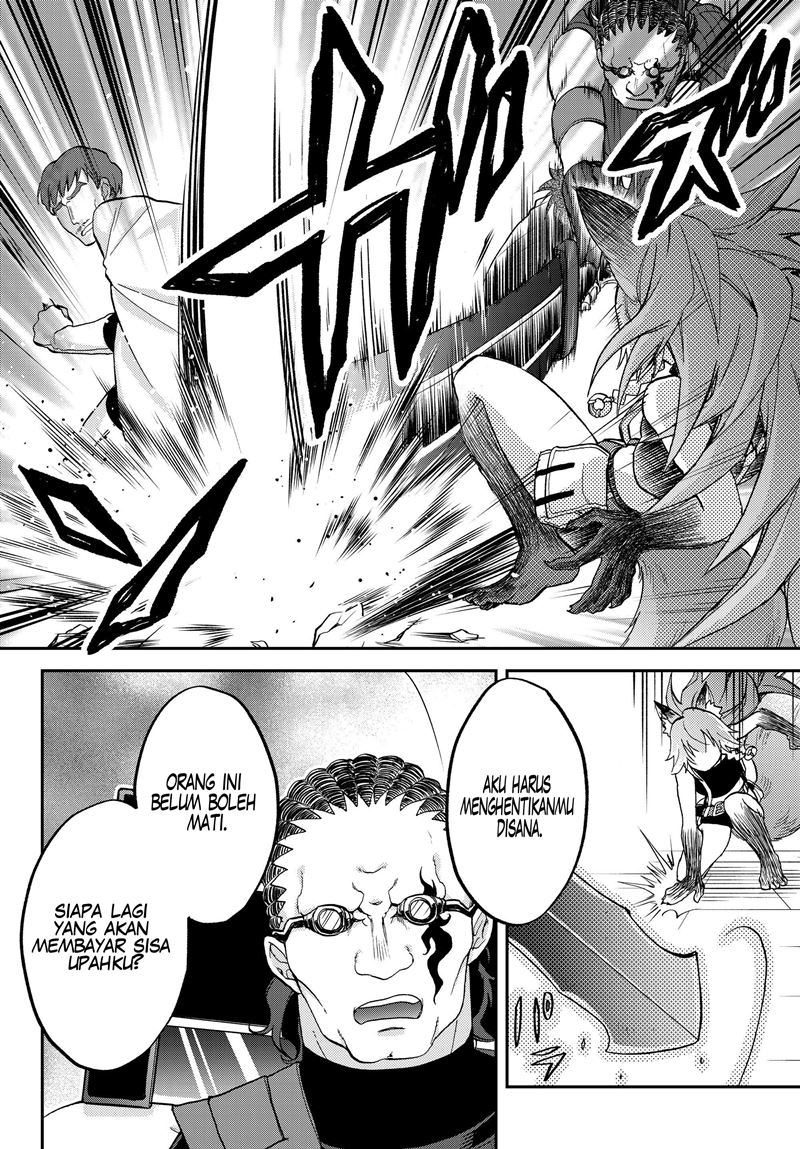 AKU HARUS
MENGHENTIKANMU
DISANA.
ORANG INI
BELUM BOLEH
MATI.
SIAPA LAGI
YANG AKAN
MEMBAYAR SISA
UPAHKU?